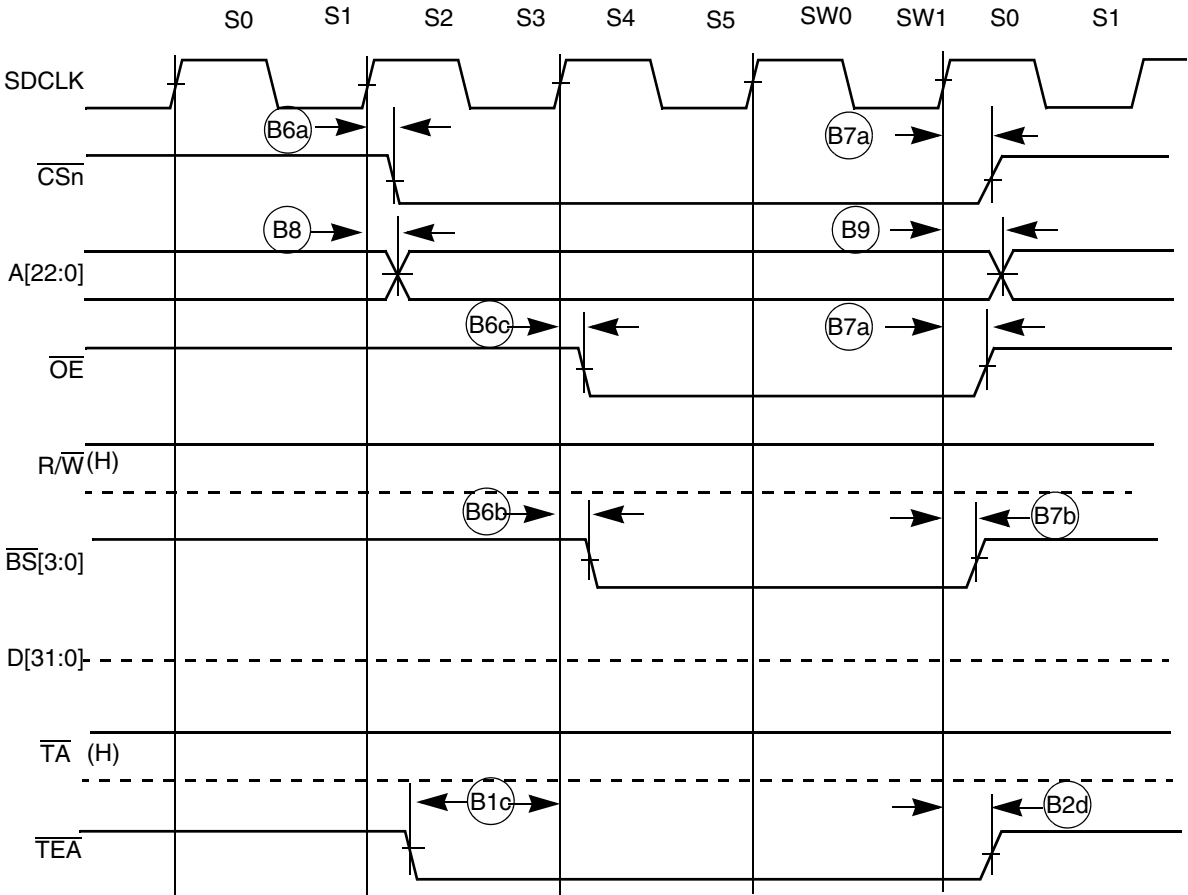 S0 S1 S2 S3 S4 S5 SW0 SW1 S0 S1
SDCLK
B6a B7a
CSn
B8 B9
A[22:0]
B6c B7a
OE
R/W (H)
B6b B7b
BS[3:0]
D[31:0]
TA (H)
B1c B2d
TEA